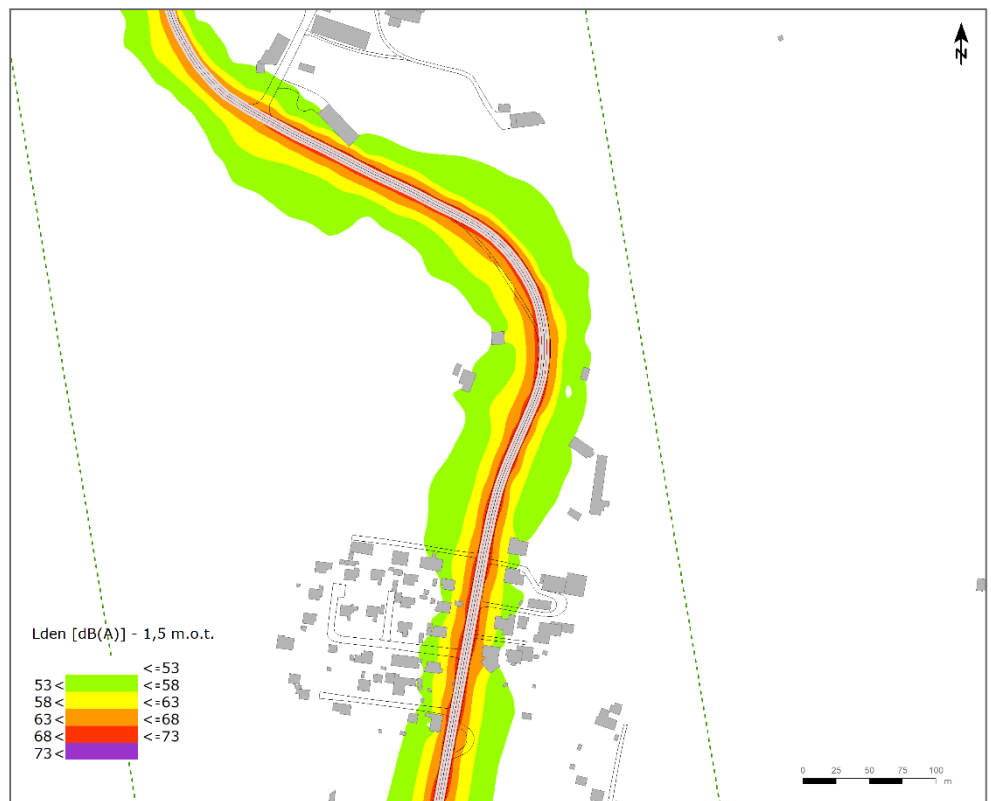 N
Lden [dB(A)] - 1,5 m.o.t.
<=53
53< <=58
58< <=63
63< <=68
68< <=73
73<
0 25 50 75 100
m